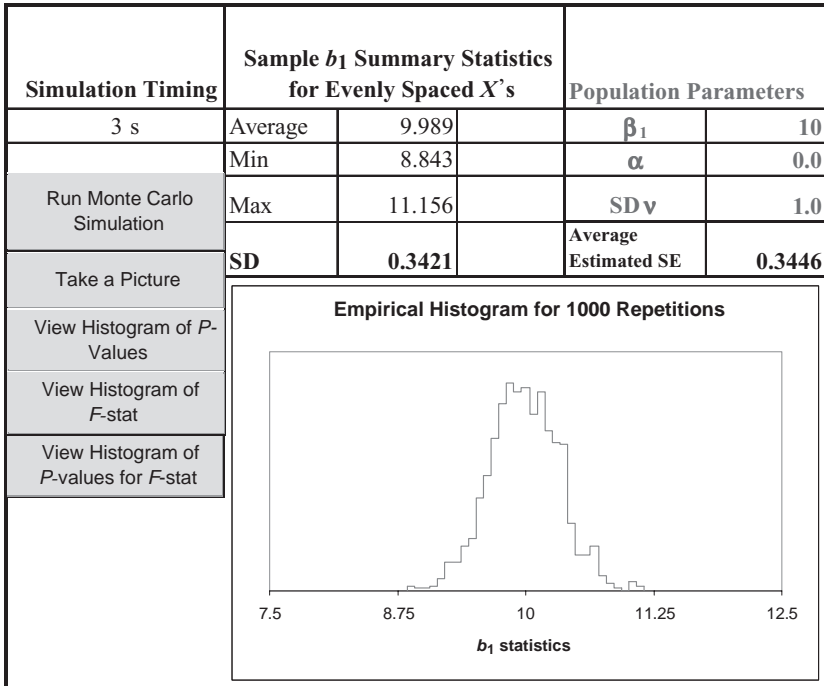 Simulation Timing
Sample b1 Summary Statistics
for Evenly Spaced X's
Population Parameters
3 s
Average 9.989
β1 10
Min 8.843
α 0.0
Run Monte Carlo
Simulation
Max 11.156
SD ν 1.0
SD 0.3421
Average
Estimated SE 0.3446
Take a Picture
View Histogram of P-
Values
View Histogram of
F-stat
View Histogram of
P-values for F-stat
Empirical Histogram for 1000 Repetitions
7.5 8.75 10 11.25 12.5
b1 statistics